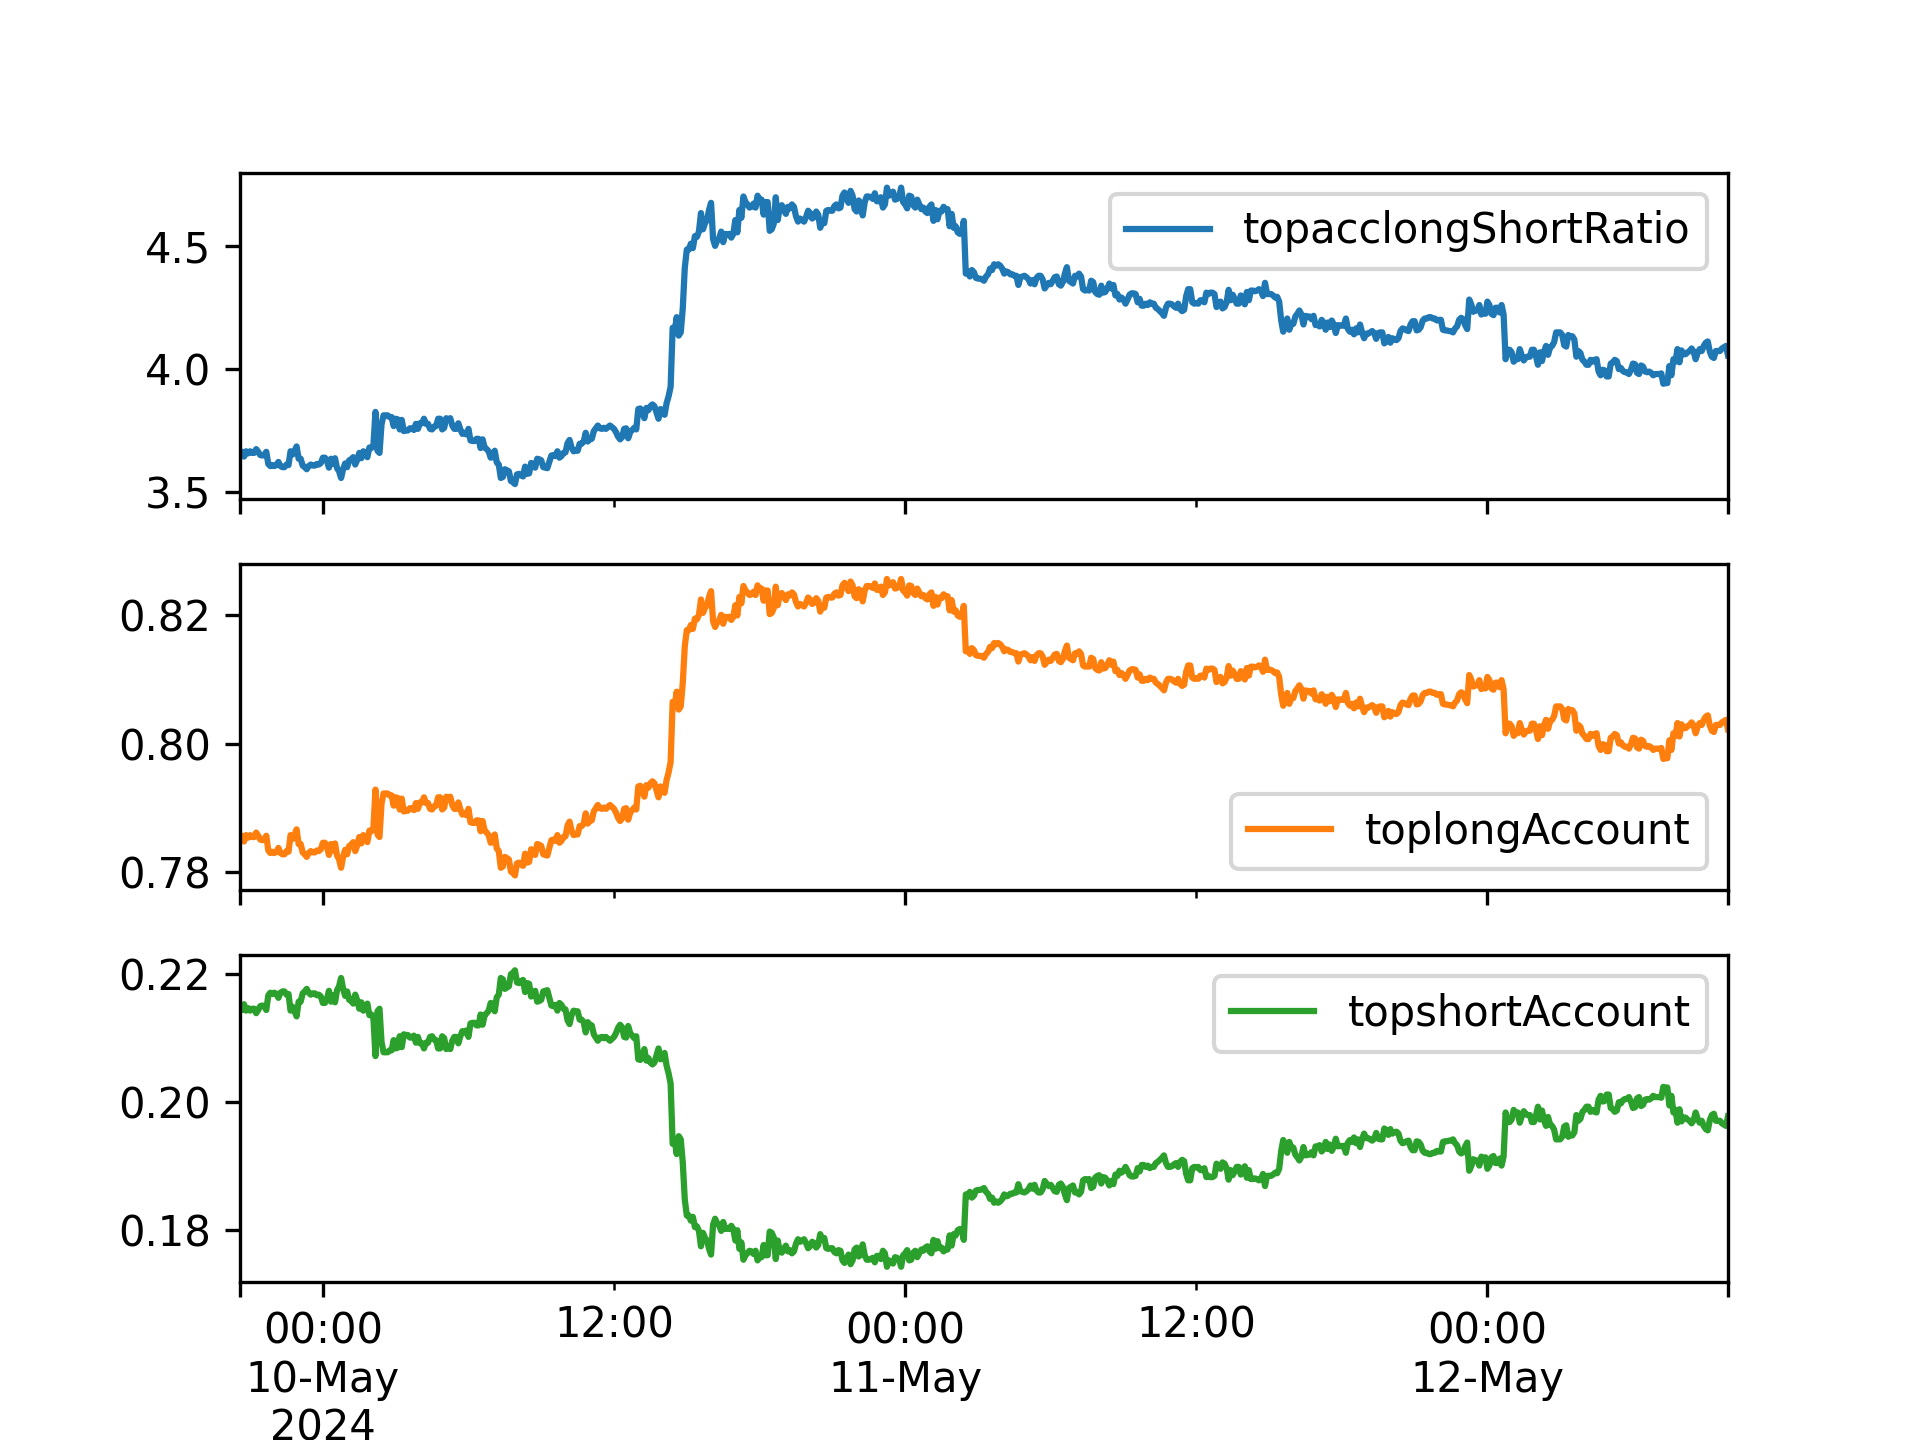 topacclongShortRatio
4.5
4.0
3.5
0.82
0.80
0.78
toplongAccount
0.22
0.20
0.18
topshortAccount
00:00 12:00 00:00 12:00 00:00
10-May 11-May 12-May
2024